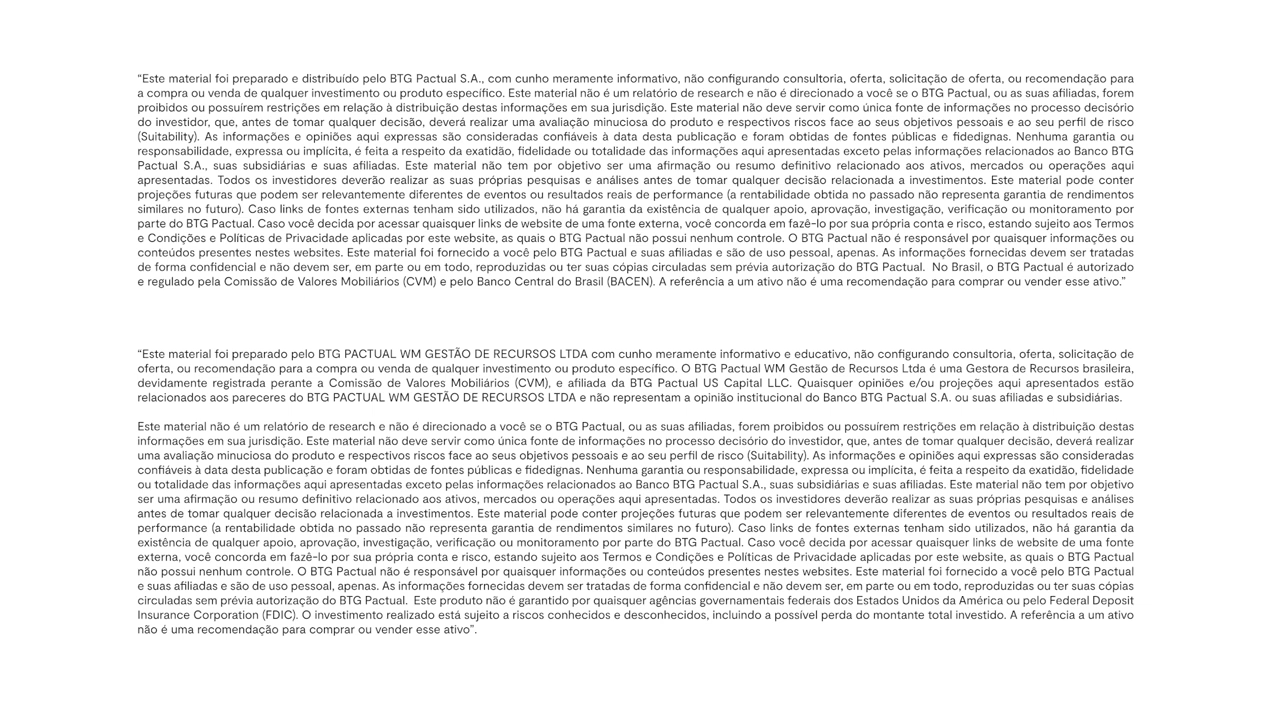 “Este material foi preparado e distribuído pelo BTG Pactual S.A., com cunho meramente informativo, não configurando consultoria, oferta, solicitação de oferta, ou recomendação para
a compra ou venda de qualquer investimento ou produto específico. Este material não é um relatório de research e não é direcionado a você se o BTG Pactual, ou as suas afiliadas, forem
proibidos ou possuírem restrições em relação à distribuição destas informações em sua jurisdição. Este material não deve servir como única fonte de informações no processo decisório
do investidor, que, antes de tomar qualquer decisão, deverá realizar uma avaliação minuciosa do produto e respectivos riscos face ao seus objetivos pessoais e ao seu perfil de risco
(Suitability). As informações e opiniões aqui expressas são consideradas confiáveis à data desta publicação e foram obtidas de fontes públicas e fidedignas. Nenhuma garantia ou
responsabilidade, expressa ou implícita, é feita a respeito da exatidão, fidelidade ou totalidade das informações aqui apresentadas exceto pelas informações relacionados ao Banco BTG
Pactual S.A., suas subsidiárias e suas afiliadas. Este material não tem por objetivo ser uma afirmação ou resumo definitivo relacionado aos ativos, mercados ou operações aqui
apresentadas. Todos os investidores deverão realizar as suas próprias pesquisas e análises antes de tomar qualquer decisão relacionada a investimentos. Este material pode conter
projeções futuras que podem ser relevantemente diferentes de eventos ou resultados reais de performance (a rentabilidade obtida no passado não representa garantia de rendimentos
similares no futuro). Caso links de fontes externas tenham sido utilizados, não há garantia da existência de qualquer apoio, aprovação, investigação, verificação ou monitoramento por
parte do BTG Pactual. Caso você decida por acessar quaisquer links de website de uma fonte externa, você concorda em fazê-lo por sua própria conta e risco, estando sujeito aos Termos
e Condições e Políticas de Privacidade aplicadas por este website, as quais o BTG Pactual não possui nenhum controle. O BTG Pactual não é responsável por quaisquer informações ou
conteúdos presentes nestes websites. Este material foi fornecido a você pelo BTG Pactual e suas afiliadas e são de uso pessoal, apenas. As informações fornecidas devem ser tratadas
de forma confidencial e não devem ser, em parte ou em todo, reproduzidas ou ter suas cópias circuladas sem prévia autorização do BTG Pactual.  No Brasil, o BTG Pactual é autorizado
e regulado pela Comissão de Valores Mobiliários (CVM) e pelo Banco Central do Brasil (BACEN). A referência a um ativo não é uma recomendação para comprar ou vender esse ativo.”
“Este material foi preparado pelo BTG PACTUAL WM GESTÃO DE RECURSOS LTDA com cunho meramente informativo e educativo, não configurando consultoria, oferta, solicitação de
oferta, ou recomendação para a compra ou venda de qualquer investimento ou produto específico. O BTG Pactual WM Gestão de Recursos Ltda é uma Gestora de Recursos brasileira,
devidamente registrada perante a Comissão de Valores Mobiliários (CVM), e afiliada da BTG Pactual US Capital LLC. Quaisquer opiniões e/ou projeções aqui apresentados estão
relacionados aos pareceres do BTG PACTUAL WM GESTÃO DE RECURSOS LTDA e não representam a opinião institucional do Banco BTG Pactual S.A. ou suas afiliadas e subsidiárias.
Este material não é um relatório de research e não é direcionado a você se o BTG Pactual, ou as suas afiliadas, forem proibidos ou possuírem restrições em relação à distribuição destas
informações em sua jurisdição. Este material não deve servir como única fonte de informações no processo decisório do investidor, que, antes de tomar qualquer decisão, deverá realizar
uma avaliação minuciosa do produto e respectivos riscos face ao seus objetivos pessoais e ao seu perfil de risco (Suitability). As informações e opiniões aqui expressas são consideradas
confiáveis à data desta publicação e foram obtidas de fontes públicas e fidedignas. Nenhuma garantia ou responsabilidade, expressa ou implícita, é feita a respeito da exatidão, fidelidade
ou totalidade das informações aqui apresentadas exceto pelas informações relacionados ao Banco BTG Pactual S.A., suas subsidiárias e suas afiliadas. Este material não tem por objetivo
ser uma afirmação ou resumo definitivo relacionado aos ativos, mercados ou operações aqui apresentadas. Todos os investidores deverão realizar as suas próprias pesquisas e análises
antes de tomar qualquer decisão relacionada a investimentos. Este material pode conter projeções futuras que podem ser relevantemente diferentes de eventos ou resultados reais de
performance (a rentabilidade obtida no passado não representa garantia de rendimentos similares no futuro). Caso links de fontes externas tenham sido utilizados, não há garantia da
existência de qualquer apoio, aprovação, investigação, verificação ou monitoramento por parte do BTG Pactual. Caso você decida por acessar quaisquer links de website de uma fonte
externa, você concorda em fazê-lo por sua própria conta e risco, estando sujeito aos Termos e Condições e Políticas de Privacidade aplicadas por este website, as quais o BTG Pactual
não possui nenhum controle. O BTG Pactual não é responsável por quaisquer informações ou conteúdos presentes nestes websites. Este material foi fornecido a você pelo BTG Pactual
e suas afiliadas e são de uso pessoal, apenas. As informações fornecidas devem ser tratadas de forma confidencial e não devem ser, em parte ou em todo, reproduzidas ou ter suas cópias
circuladas sem prévia autorização do BTG Pactual.  Este produto não é garantido por quaisquer agências governamentais federais dos Estados Unidos da América ou pelo Federal Deposit
Insurance Corporation (FDIC). O investimento realizado está sujeito a riscos conhecidos e desconhecidos, incluindo a possível perda do montante total investido. A referência a um ativo
não é uma recomendação para comprar ou vender esse ativo”.